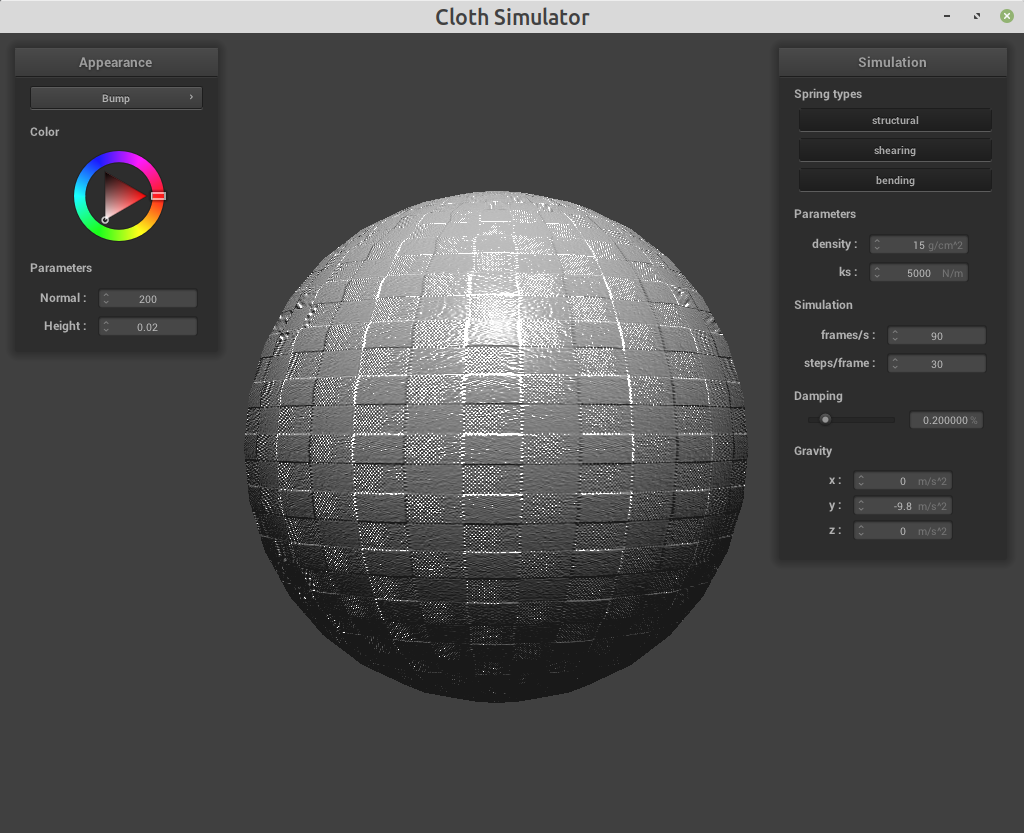 Cloth Simulator
Appearance
Bump
Color
Parameters
Normal : 200
Height : 0.02
Simulation
Spring types
structural
shearing
bending
Parameters
density : 15 g/cm^2
ks : 5000 N/m
Simulation
frames/s : 90
steps/frame : 30
Damping
0.200000 %
Gravity
x : 0 m/s^2
y : -9.8 m/s^2
z : 0 m/s^2